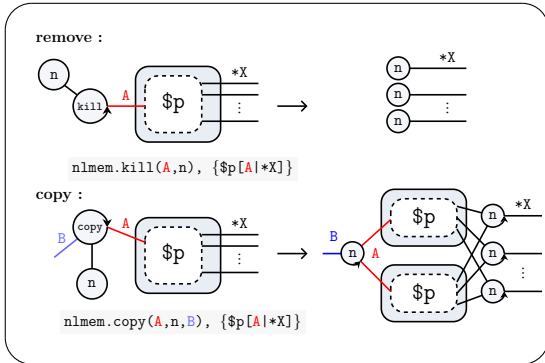 remove :
n
kill
A
$p
*X
⋮
n
n
n
*X
⋮
nlmem.kill(A,n), {$p[A|*X]}
copy :
B
copy
n
A
$p
*X
⋮
B
n
A
$p
$p
n
n
n
*X
⋮
nlmem.copy(A,n,B), {$p[A|*X]}